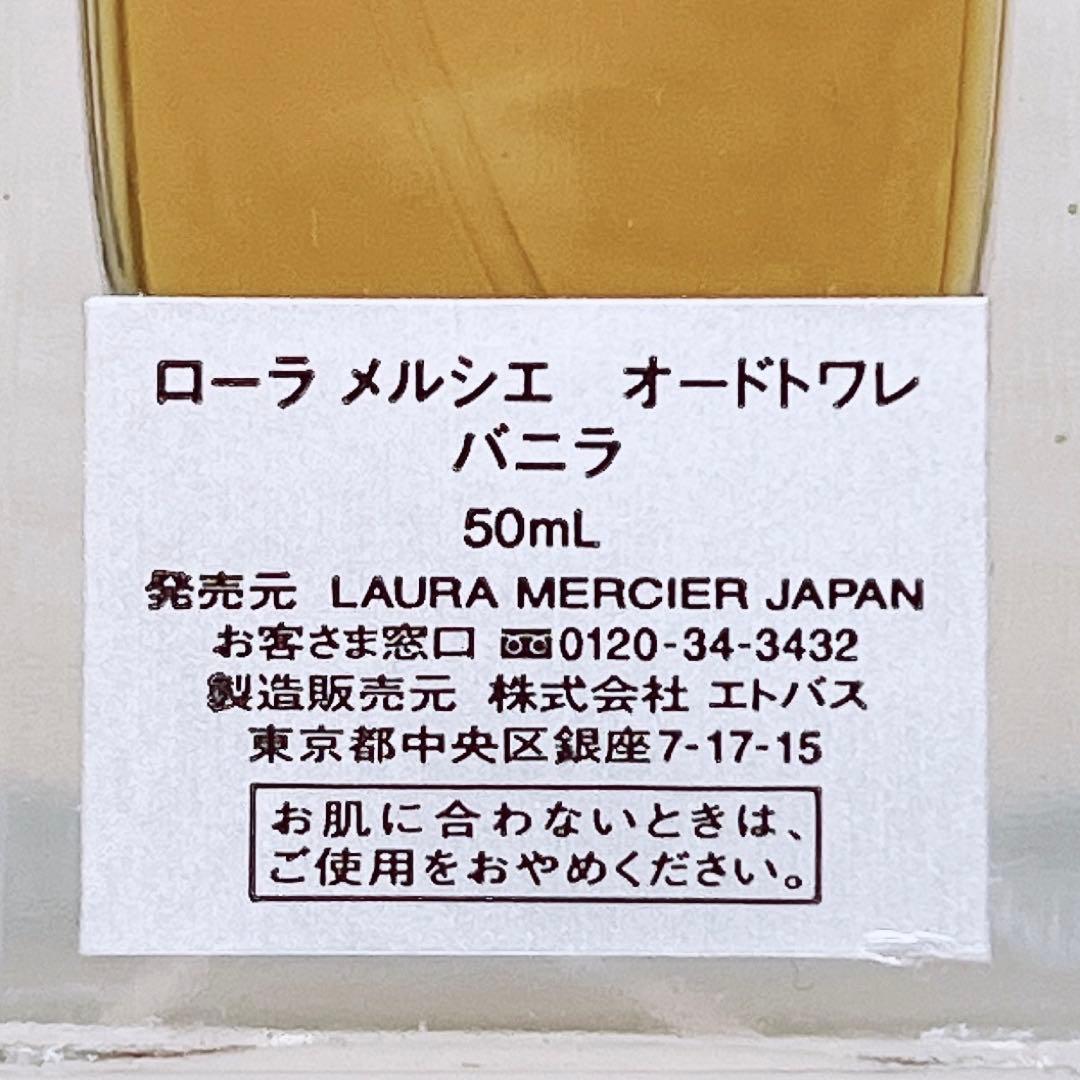 ローラ メルシエ　オードトワレ
バニラ
50mL
発売元 LAURA MERCIER JAPAN
お客さま窓口 0120-34-3432
製造販売元 株式会社 エトバス
東京都中央区銀座7-17-15
お肌に合わないときは、
ご使用をおやめください。